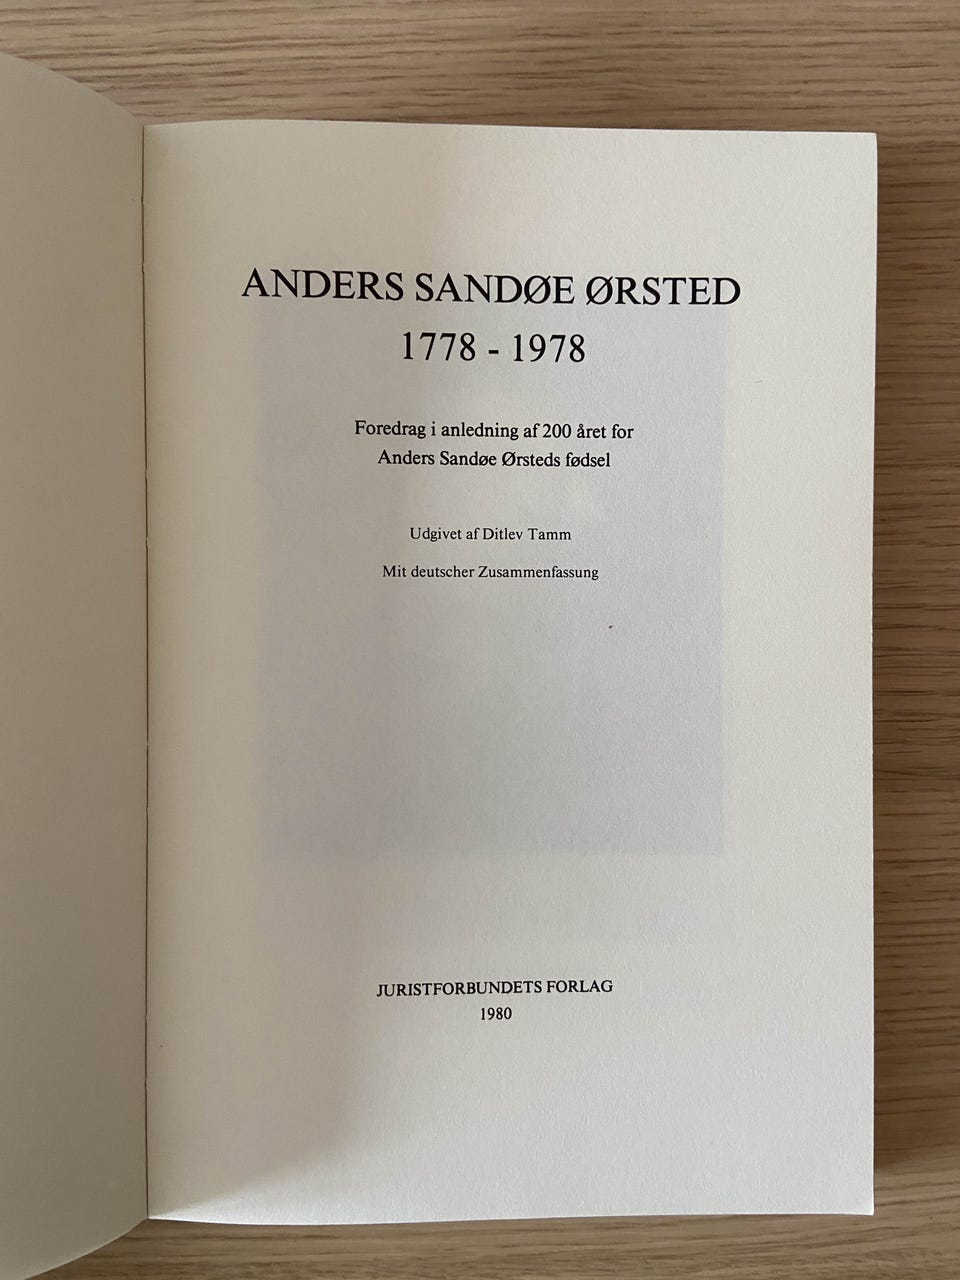 ANDERS SANDØE ØRSTED
1778 - 1978
Foredrag i anledning af 200 året for
Anders Sandøe Ørsteds fødsel
Udgivet af Ditlev Tamm
Mit deutscher Zusammenfassung
JURISTFORBUNDETS FORLAG
1980